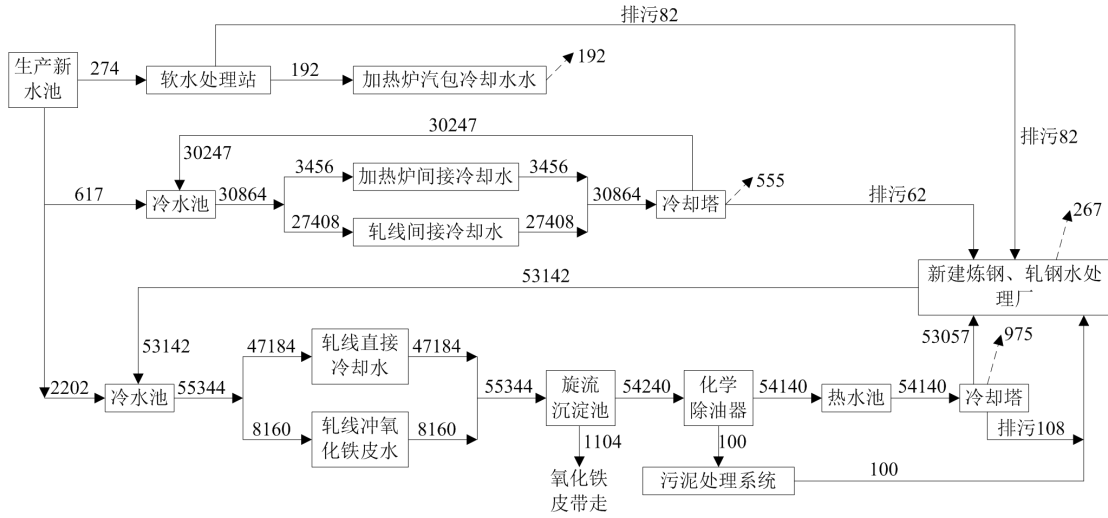 排污82
生产新
水池
274
软水处理站
192
加热炉汽包冷却水水
192
排污82
30247
30247
617
冷水池
30864
3456
加热炉间接冷却水
3456
27408
轧线间接冷却水
27408
30864
冷却塔
555
排污62
267
新建炼钢、轧钢水处
理厂
53142
53142
2202
冷水池
55344
47184
轧线直接
冷却水
47184
8160
轧线冲氧
化铁皮水
8160
55344
旋流
沉淀池
54240
1104
氧化铁
皮带走
化学
除油器
54140
100
污泥处理系统
100
热水池
54140
冷却塔
53057
975
排污108